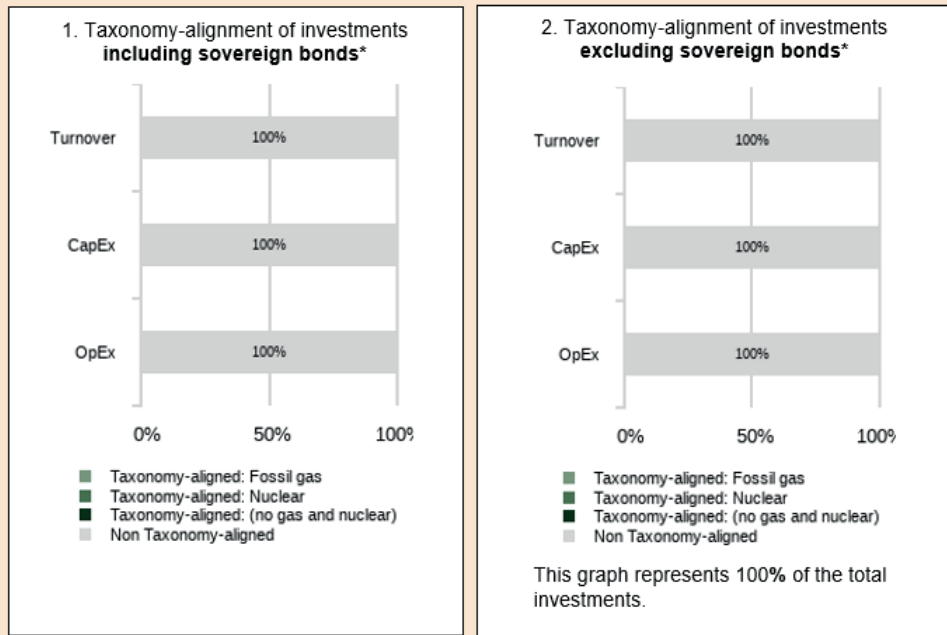 1. Taxonomy-alignment of investments
including sovereign bonds*
Turnover
100%
CapEx
100%
OpEx
100%
0% 50% 100%
Taxonomy-aligned: Fossil gas
Taxonomy-aligned: Nuclear
Taxonomy-aligned: (no gas and nuclear)
Non Taxonomy-aligned
2. Taxonomy-alignment of investments
excluding sovereign bonds*
Turnover
100%
CapEx
100%
OpEx
100%
0% 50% 100%
Taxonomy-aligned: Fossil gas
Taxonomy-aligned: Nuclear
Taxonomy-aligned: (no gas and nuclear)
Non Taxonomy-aligned
This graph represents 100% of the total
investments.